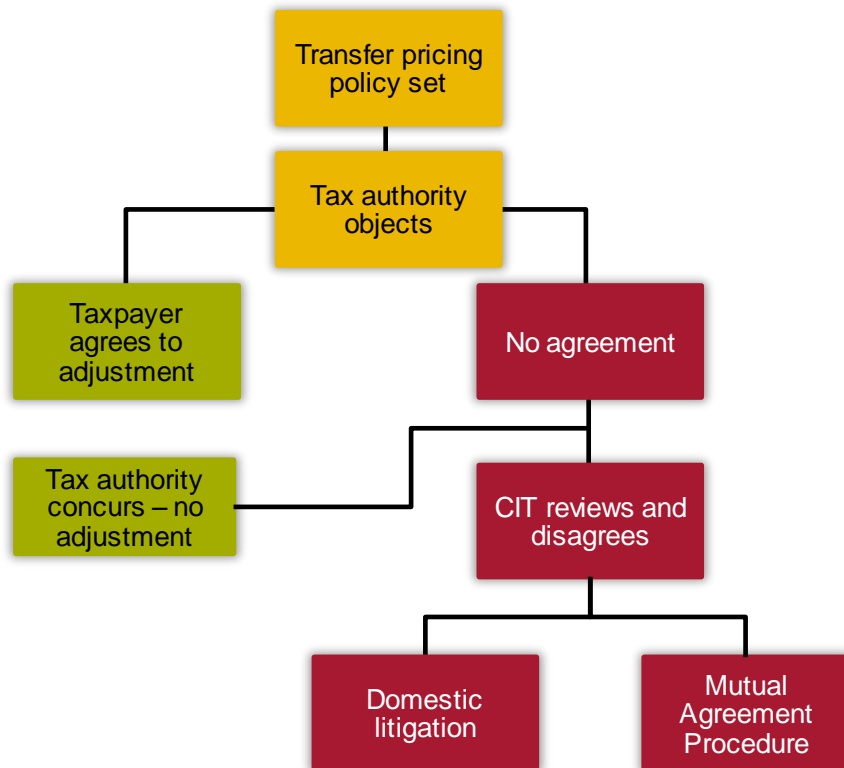 Transfer pricing
policy set
Tax authority
objects
Taxpayer
agrees to
adjustment
No agreement
Tax authority
concurs – no
adjustment
CIT reviews and
disagrees
Domestic
litigation
Mutual
Agreement
Procedure